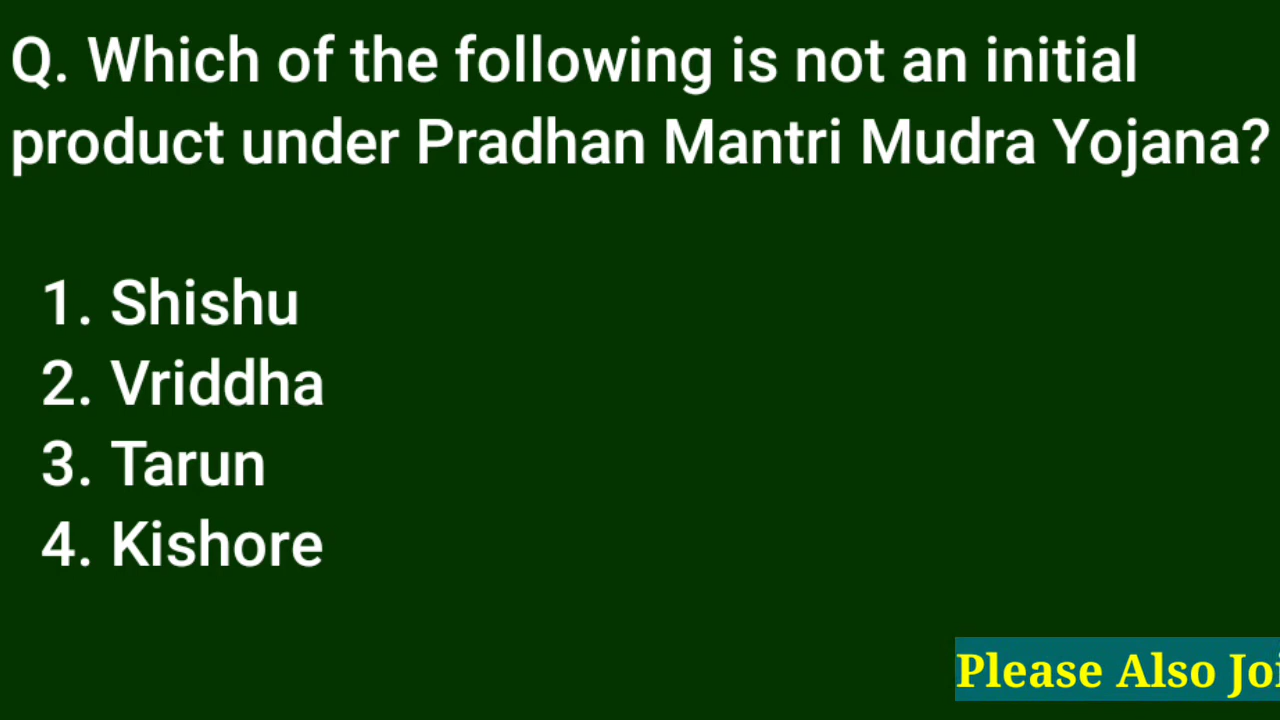 Q. Which of the following is not an initial
product under Pradhan Mantri Mudra Yojana?
1. Shishu
2. Vriddha
3. Tarun
4. Kishore
Please Also